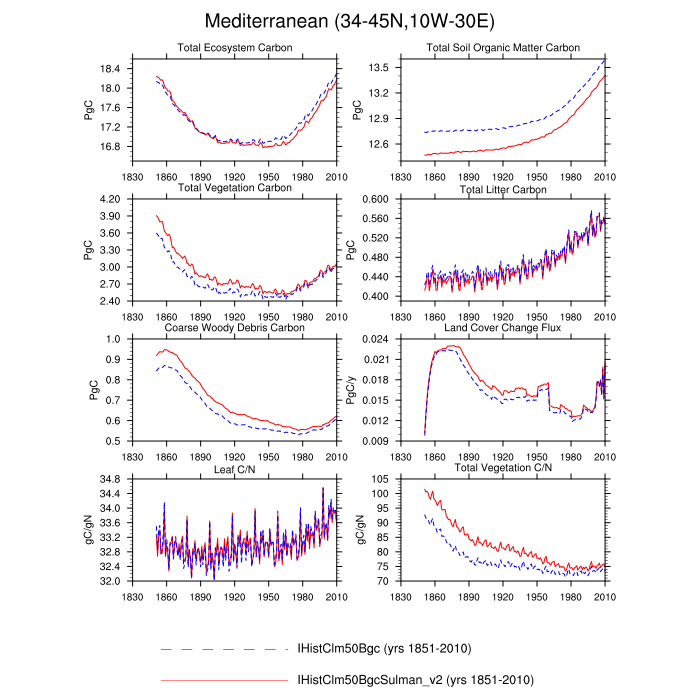 Mediterranean (34-45N,10W-30E)
Total Ecosystem Carbon
PgC
18.4
18.0
17.6
17.2
16.8
1830 1860 1890 1920 1950 1980 2010
Total Soil Organic Matter Carbon
PgC
13.5
13.2
12.9
12.6
1830 1860 1890 1920 1950 1980 2010
Total Vegetation Carbon
PgC
4.20
3.90
3.60
3.30
3.00
2.70
2.40
1830 1860 1890 1920 1950 1980 2010
Total Litter Carbon
PgC
0.600
0.560
0.520
0.480
0.440
0.400
1830 1860 1890 1920 1950 1980 2010
Coarse Woody Debris Carbon
PgC
1.0
0.9
0.8
0.7
0.6
0.5
1830 1860 1890 1920 1950 1980 2010
Land Cover Change Flux
PgC/y
0.024
0.021
0.018
0.015
0.012
0.009
1830 1860 1890 1920 1950 1980 2010
Leaf C/N
gC/gN
34.8
34.4
34.0
33.6
33.2
32.8
32.4
32.0
1830 1860 1890 1920 1950 1980 2010
Total Vegetation C/N
gC/gN
105
100
95
90
85
80
75
70
1830 1860 1890 1920 1950 1980 2010
IHistClm50Bgc (yrs 1851-2010)
IHistClm50BgcSulman_v2 (yrs 1851-2010)